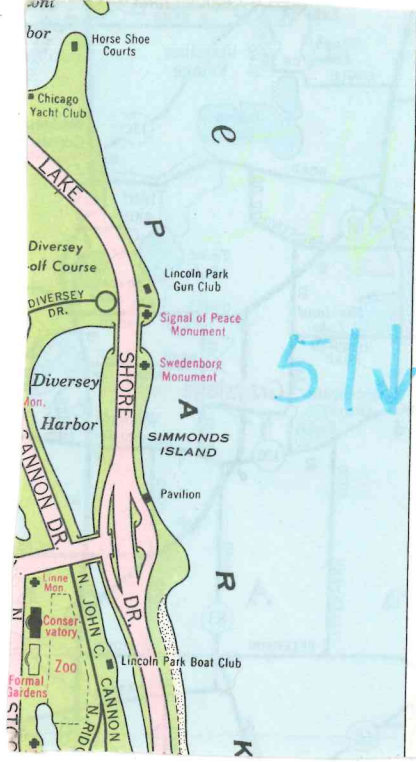 bor
Horse Shoe
Courts
Chicago
Yacht Club
e
LAKE
P
Diversey
olf Course
Lincoln Park
Gun Club
DIVERSEY
DR.
Signal of Peace
Monument
SHORE
Swedenborg
Monument
51↓
Diversey
Harbor
Mon.
A
SIMMONDS
ISLAND
CANNON DR.
Pavilion
R
Linne
Mon.
N. JOHN C. CANNON
DR.
N
Conser-
vatory
Zoo
Lincoln Park Boat Club
Formal
Gardens
K